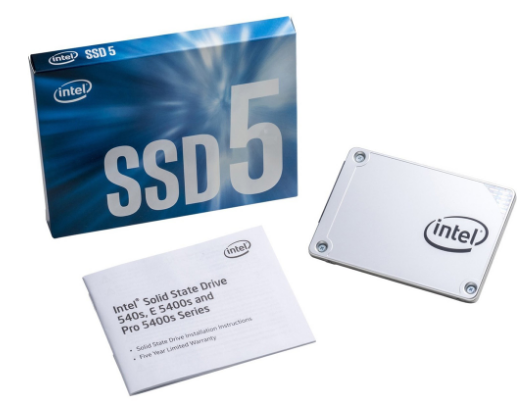 intel SSD 5
intel
SSD5
intel
Intel® Solid State Drive
540s, E 5400s and
Pro 5400s Series
• Solid State Drive Installation Instructions
• Five Year Limited Warranty
intel